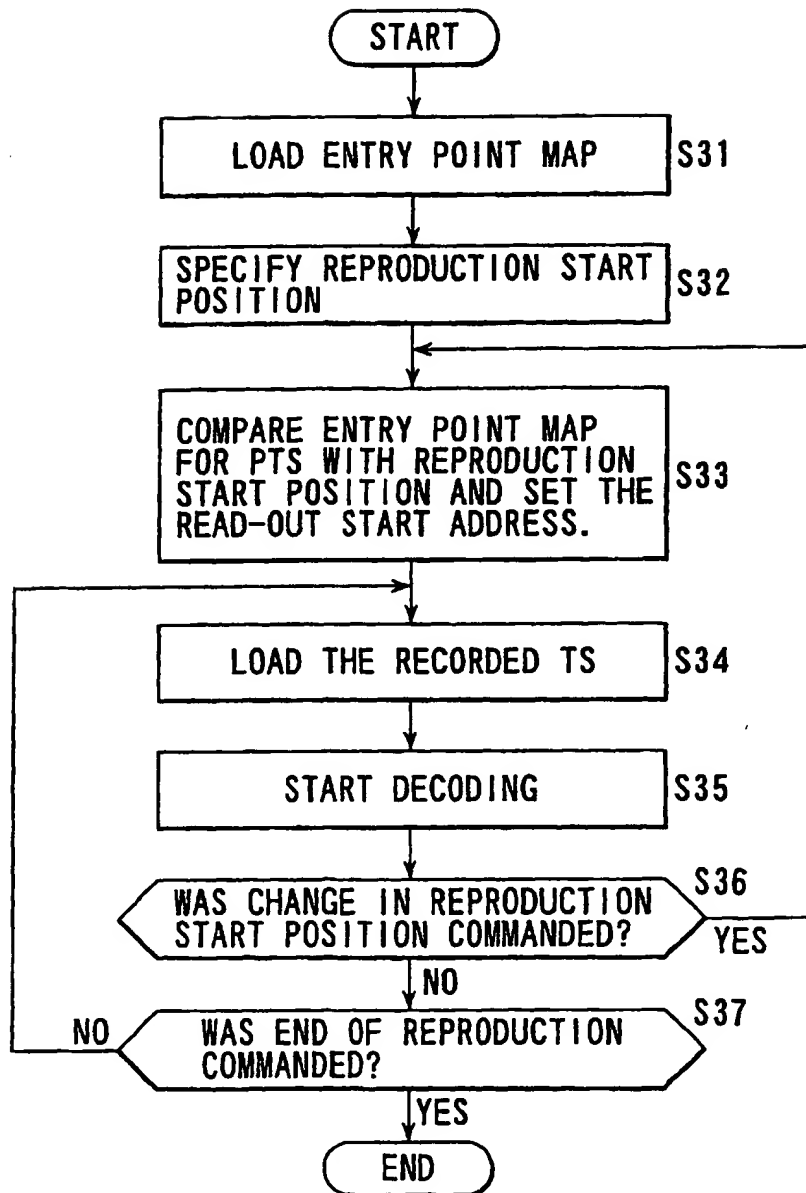 START
LOAD ENTRY POINT MAP
S31
SPECIFY REPRODUCTION START
POSITION
S32
COMPARE ENTRY POINT MAP
FOR PTS WITH REPRODUCTION
START POSITION AND SET THE
READ-OUT START ADDRESS.
S33
LOAD THE RECORDED TS
S34
START DECODING
S35
WAS CHANGE IN REPRODUCTION
START POSITION COMMANDED?
S36
YES
NO
WAS END OF REPRODUCTION
COMMANDED?
S37
NO
YES
END